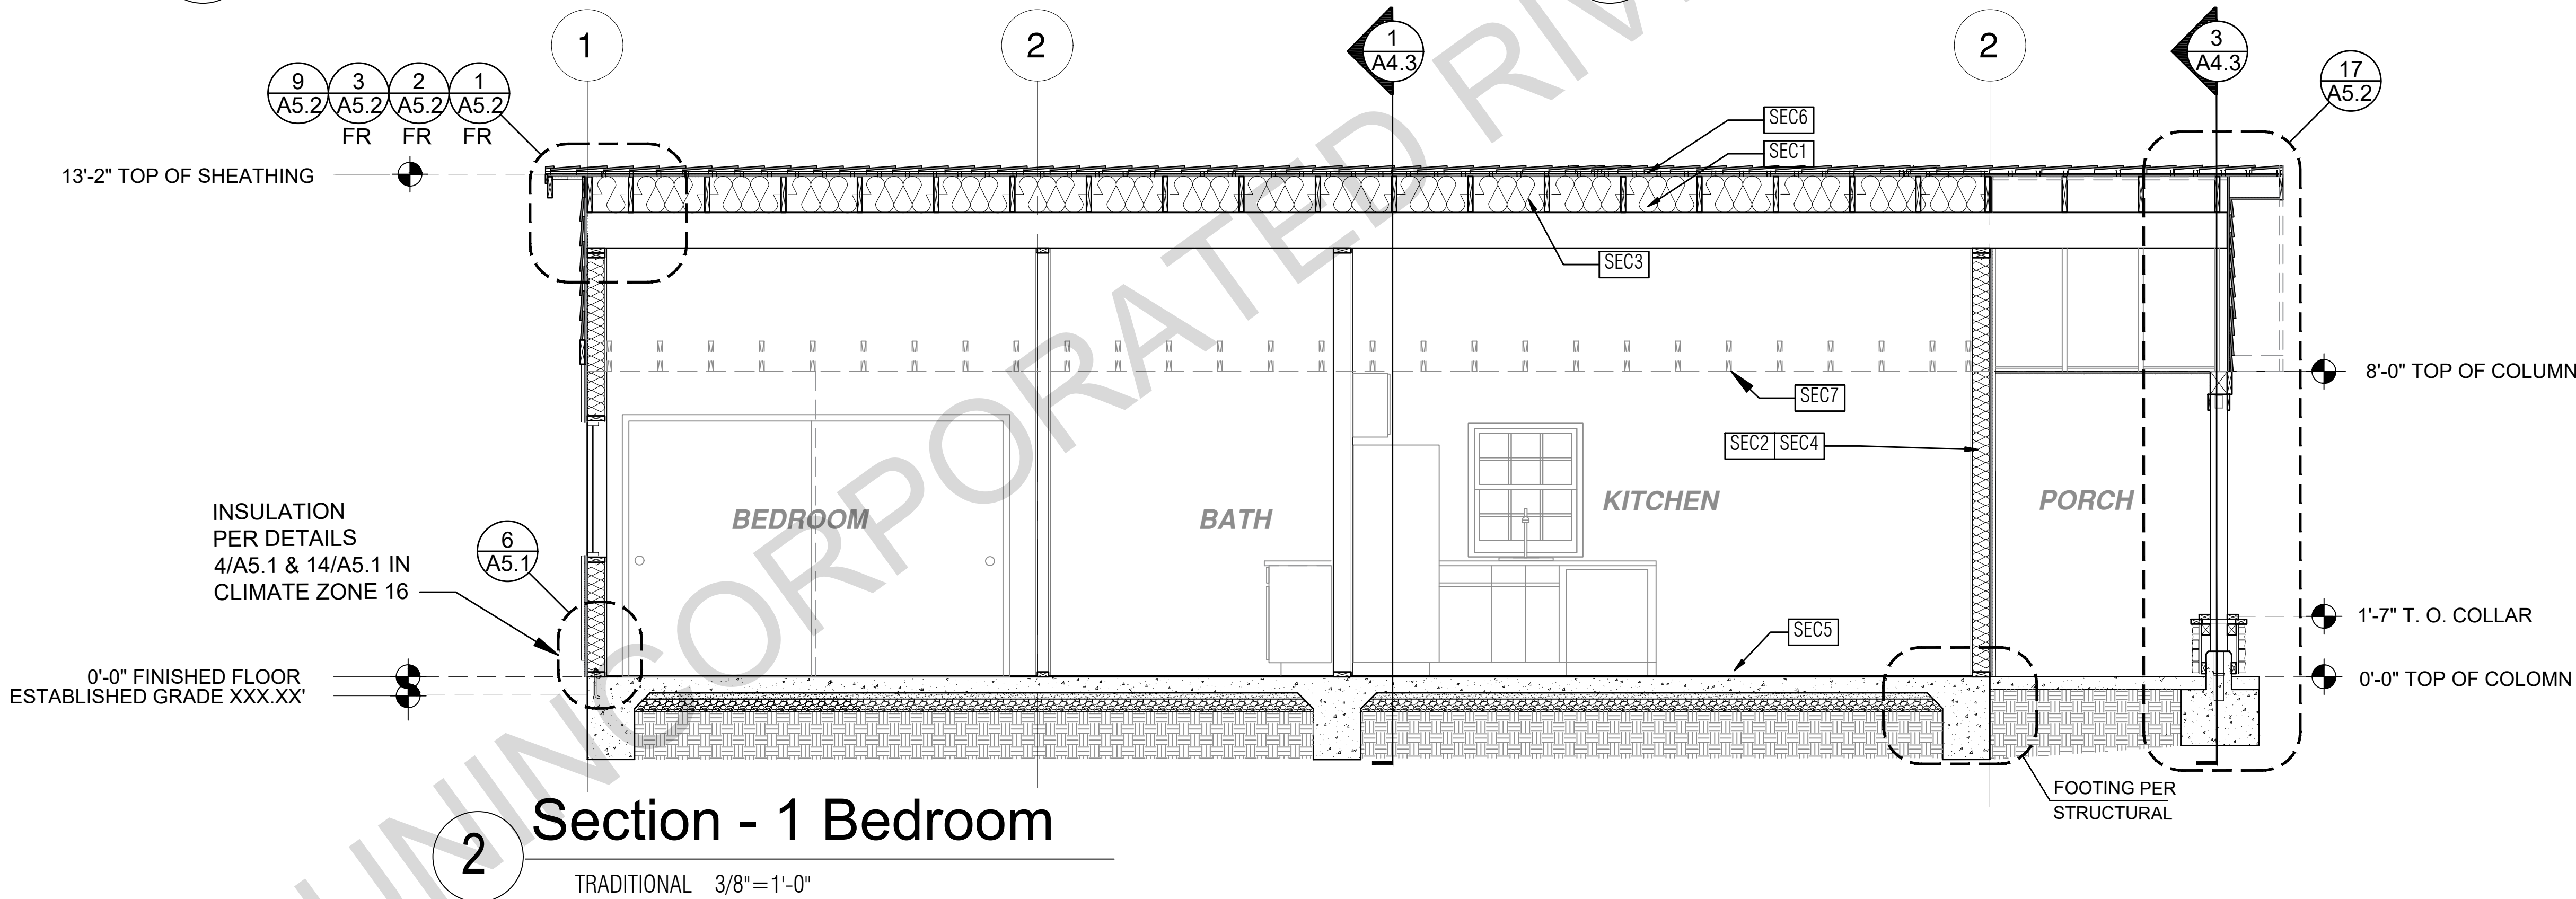 1
2
1
A4.3
2
3
A4.3
9
A5.2
3
A5.2
FR
2
A5.2
FR
1
A5.2
FR
17
A5.2
SEC6
SEC1
13'-2" TOP OF SHEATHING
SEC3
8'-0" TOP OF COLUMN
SEC7
SEC2 SEC4
BEDROOM
BATH
KITCHEN
PORCH
INSULATION
PER DETAILS
4/A5.1 & 14/A5.1 IN
CLIMATE ZONE 16
6
A5.1
1'-7" T. O. COLLAR
SEC5
0'-0" FINISHED FLOOR
ESTABLISHED GRADE XXX.XX'
0'-0" TOP OF COLOMN
FOOTING PER
STRUCTURAL
2
Section - 1 Bedroom
TRADITIONAL 3/8"=1'-0"
UNINCORPORATED RIV